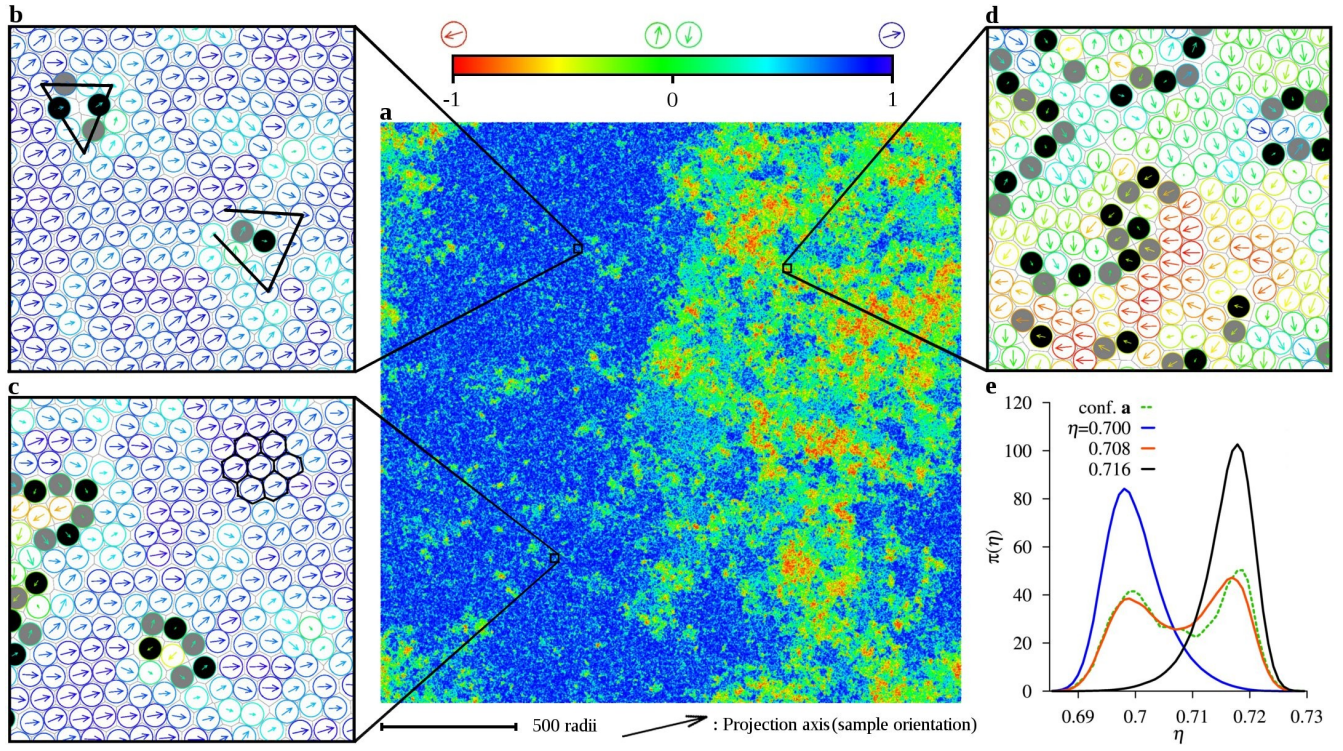 b
d
-1
0
1
a
c
e
120
100
80
60
40
20
0
π(η)
conf. a
η=0.700
0.708
0.716
0.69
0.7
0.71
0.72
0.73
η
500 radii
: Projection axis (sample orientation)